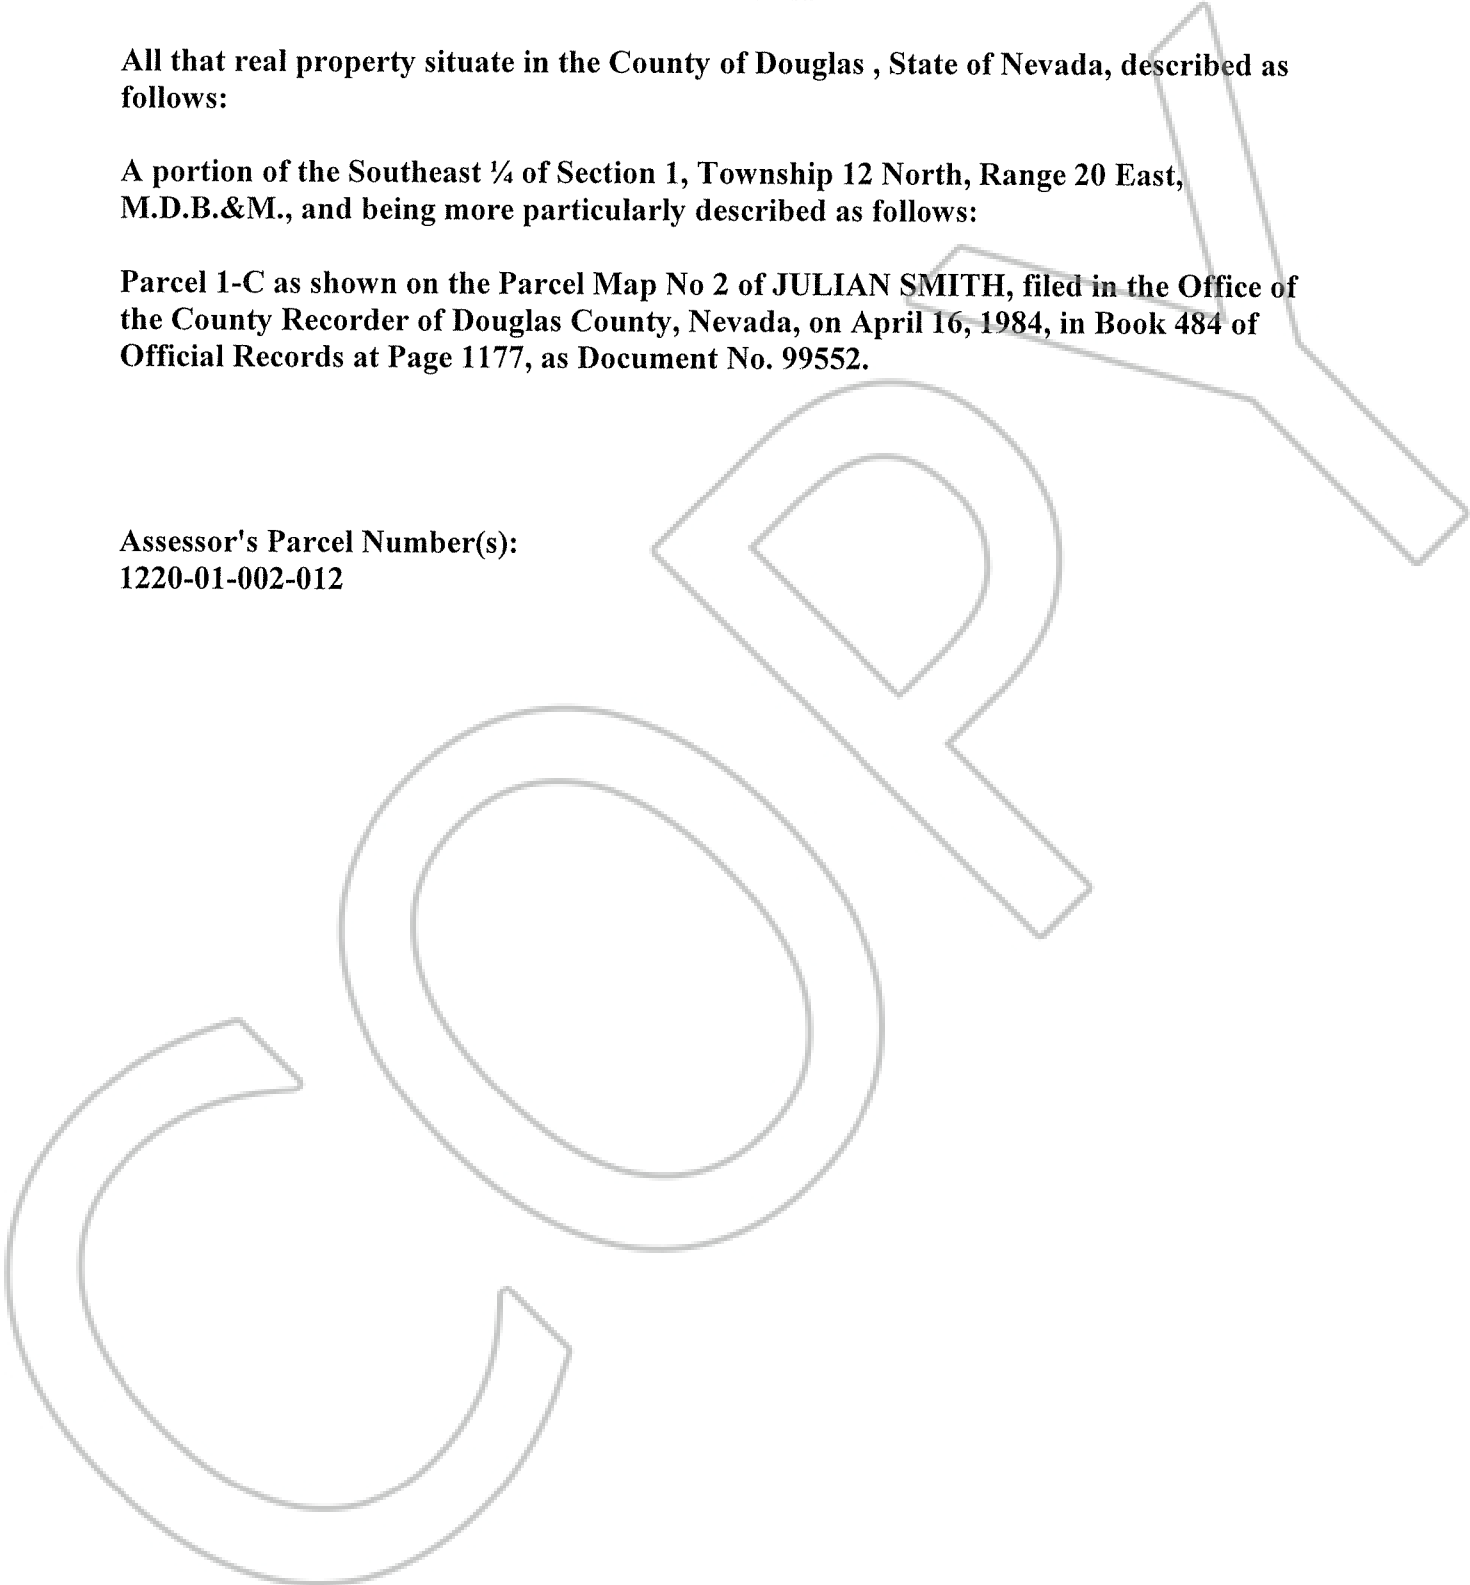 All that real property situate in the County of Douglas , State of Nevada, described as
follows:
A portion of the Southeast ¼ of Section 1, Township 12 North, Range 20 East,
M.D.B.&M., and being more particularly described as follows:
Parcel 1-C as shown on the Parcel Map No 2 of JULIAN SMITH, filed in the Office of
the County Recorder of Douglas County, Nevada, on April 16, 1984, in Book 484 of
Official Records at Page 1177, as Document No. 99552.
Assessor's Parcel Number(s):
1220-01-002-012
COPY